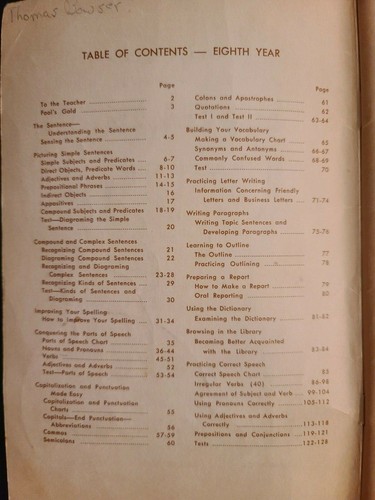 Thomas Cowser
TABLE OF CONTENTS — EIGHTH YEAR
Page
To the Teacher 2
Fool's Gold 3
The Sentence—
Understanding the Sentence
Sensing the Sentence 4-5
Picturing Simple Sentences
Simple Subjects and Predicates 6-7
Direct Objects, Predicate Words 8-10
Adjectives and Adverbs 11-13
Prepositional Phrases 14-15
Indirect Objects 16
Appositives 17
Compound Subjects and Predicates 18-19
Test—Diagraming the Simple
Sentence 20
Compound and Complex Sentences
Recognizing Compound Sentences 21
Diagraming Compound Sentences 22
Recognizing and Diagraming
Complex Sentences 23-28
Recognizing Kinds of Sentences 29
Test—Kinds of Sentences and
Diagraming 30
Improving Your Spelling
How to Improve Your Spelling 31-34
Conquering the Parts of Speech
Parts of Speech Chart 35
Nouns and Pronouns 36-44
Verbs 45-51
Adjectives and Adverbs 52
Test—Parts of Speech 53-54
Capitalization and Punctuation
Made Easy
Capitalization and Punctuation
Charts 55
Capitals—End Punctuation—
Abbreviations 56
Commas 57-59
Semicolons 60
Page
Colons and Apostrophes 61
Quotations 62
Test I and Test II 63-64
Building Your Vocabulary
Making a Vocabulary Chart 65
Synonyms and Antonyms 66-67
Commonly Confused Words 68-69
Test 70
Practicing Letter Writing
Information Concerning Friendly
Letters and Business Letters 71-74
Writing Paragraphs
Writing Topic Sentences and
Developing Paragraphs 75-76
Learning to Outline
The Outline 77
Practicing Outlining 78
Preparing a Report
How to Make a Report 79
Oral Reporting 80
Using the Dictionary
Examining the Dictionary 81-82
Browsing in the Library
Becoming Better Acquainted
with the Library 83-84
Practicing Correct Speech
Correct Speech Chart 85
Irregular Verbs (40) 86-98
Agreement of Subject and Verb 99-104
Using Pronouns Correctly 105-112
Using Adjectives and Adverbs
Correctly 113-118
Prepositions and Conjunctions 119-121
Tests 122-128